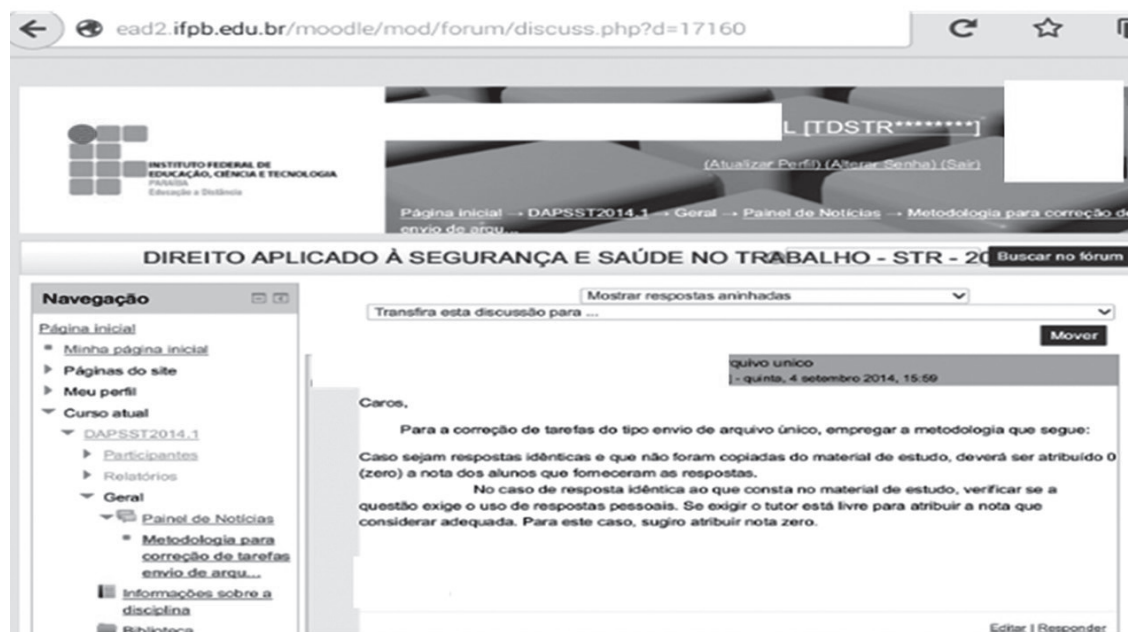 ead2.ifpb.edu.br/moodle/mod/forum/discuss.php?d=17160
L [TDSTR********]
(Atualizar Perfil) (Alterar Senha) (Sair)
INSTITUTO FEDERAL DE
EDUCAÇÃO, CIÊNCIA E TECNOLOGIA
PARAÍBA
Educação a Distância
Página inicial → DAPSST2014.1 → Geral → Painel de Notícias → Metodologia para correção de
envio de arqu...
DIREITO APLICADO À SEGURANÇA E SAÚDE NO TRABALHO - STR - 20
Buscar no fórum
Navegação
Página inicial
Minha página inicial
Páginas do site
Meu perfil
Curso atual
DAPSST2014.1
Participantes
Relatórios
Geral
Painel de Notícias
Metodologia para
correção de tarefas
envio de arqu...
Informações sobre a
disciplina
Biblioteca
Mostrar respostas aninhadas
Transfira esta discussão para ...
Mover
quivo unico
- quinta, 4 setembro 2014, 15:59
Caros,
Para a correção de tarefas do tipo envio de arquivo único, empregar a metodologia que segue:
Caso sejam respostas idênticas e que não foram copiadas do material de estudo, deverá ser atribuído 0
(zero) a nota dos alunos que forneceram as respostas.
No caso de resposta idêntica ao que consta no material de estudo, verificar se a
questão exige o uso de respostas pessoais. Se exigir o tutor está livre para atribuir a nota que
considerar adequada. Para este caso, sugiro atribuir nota zero.
Editar | Responder